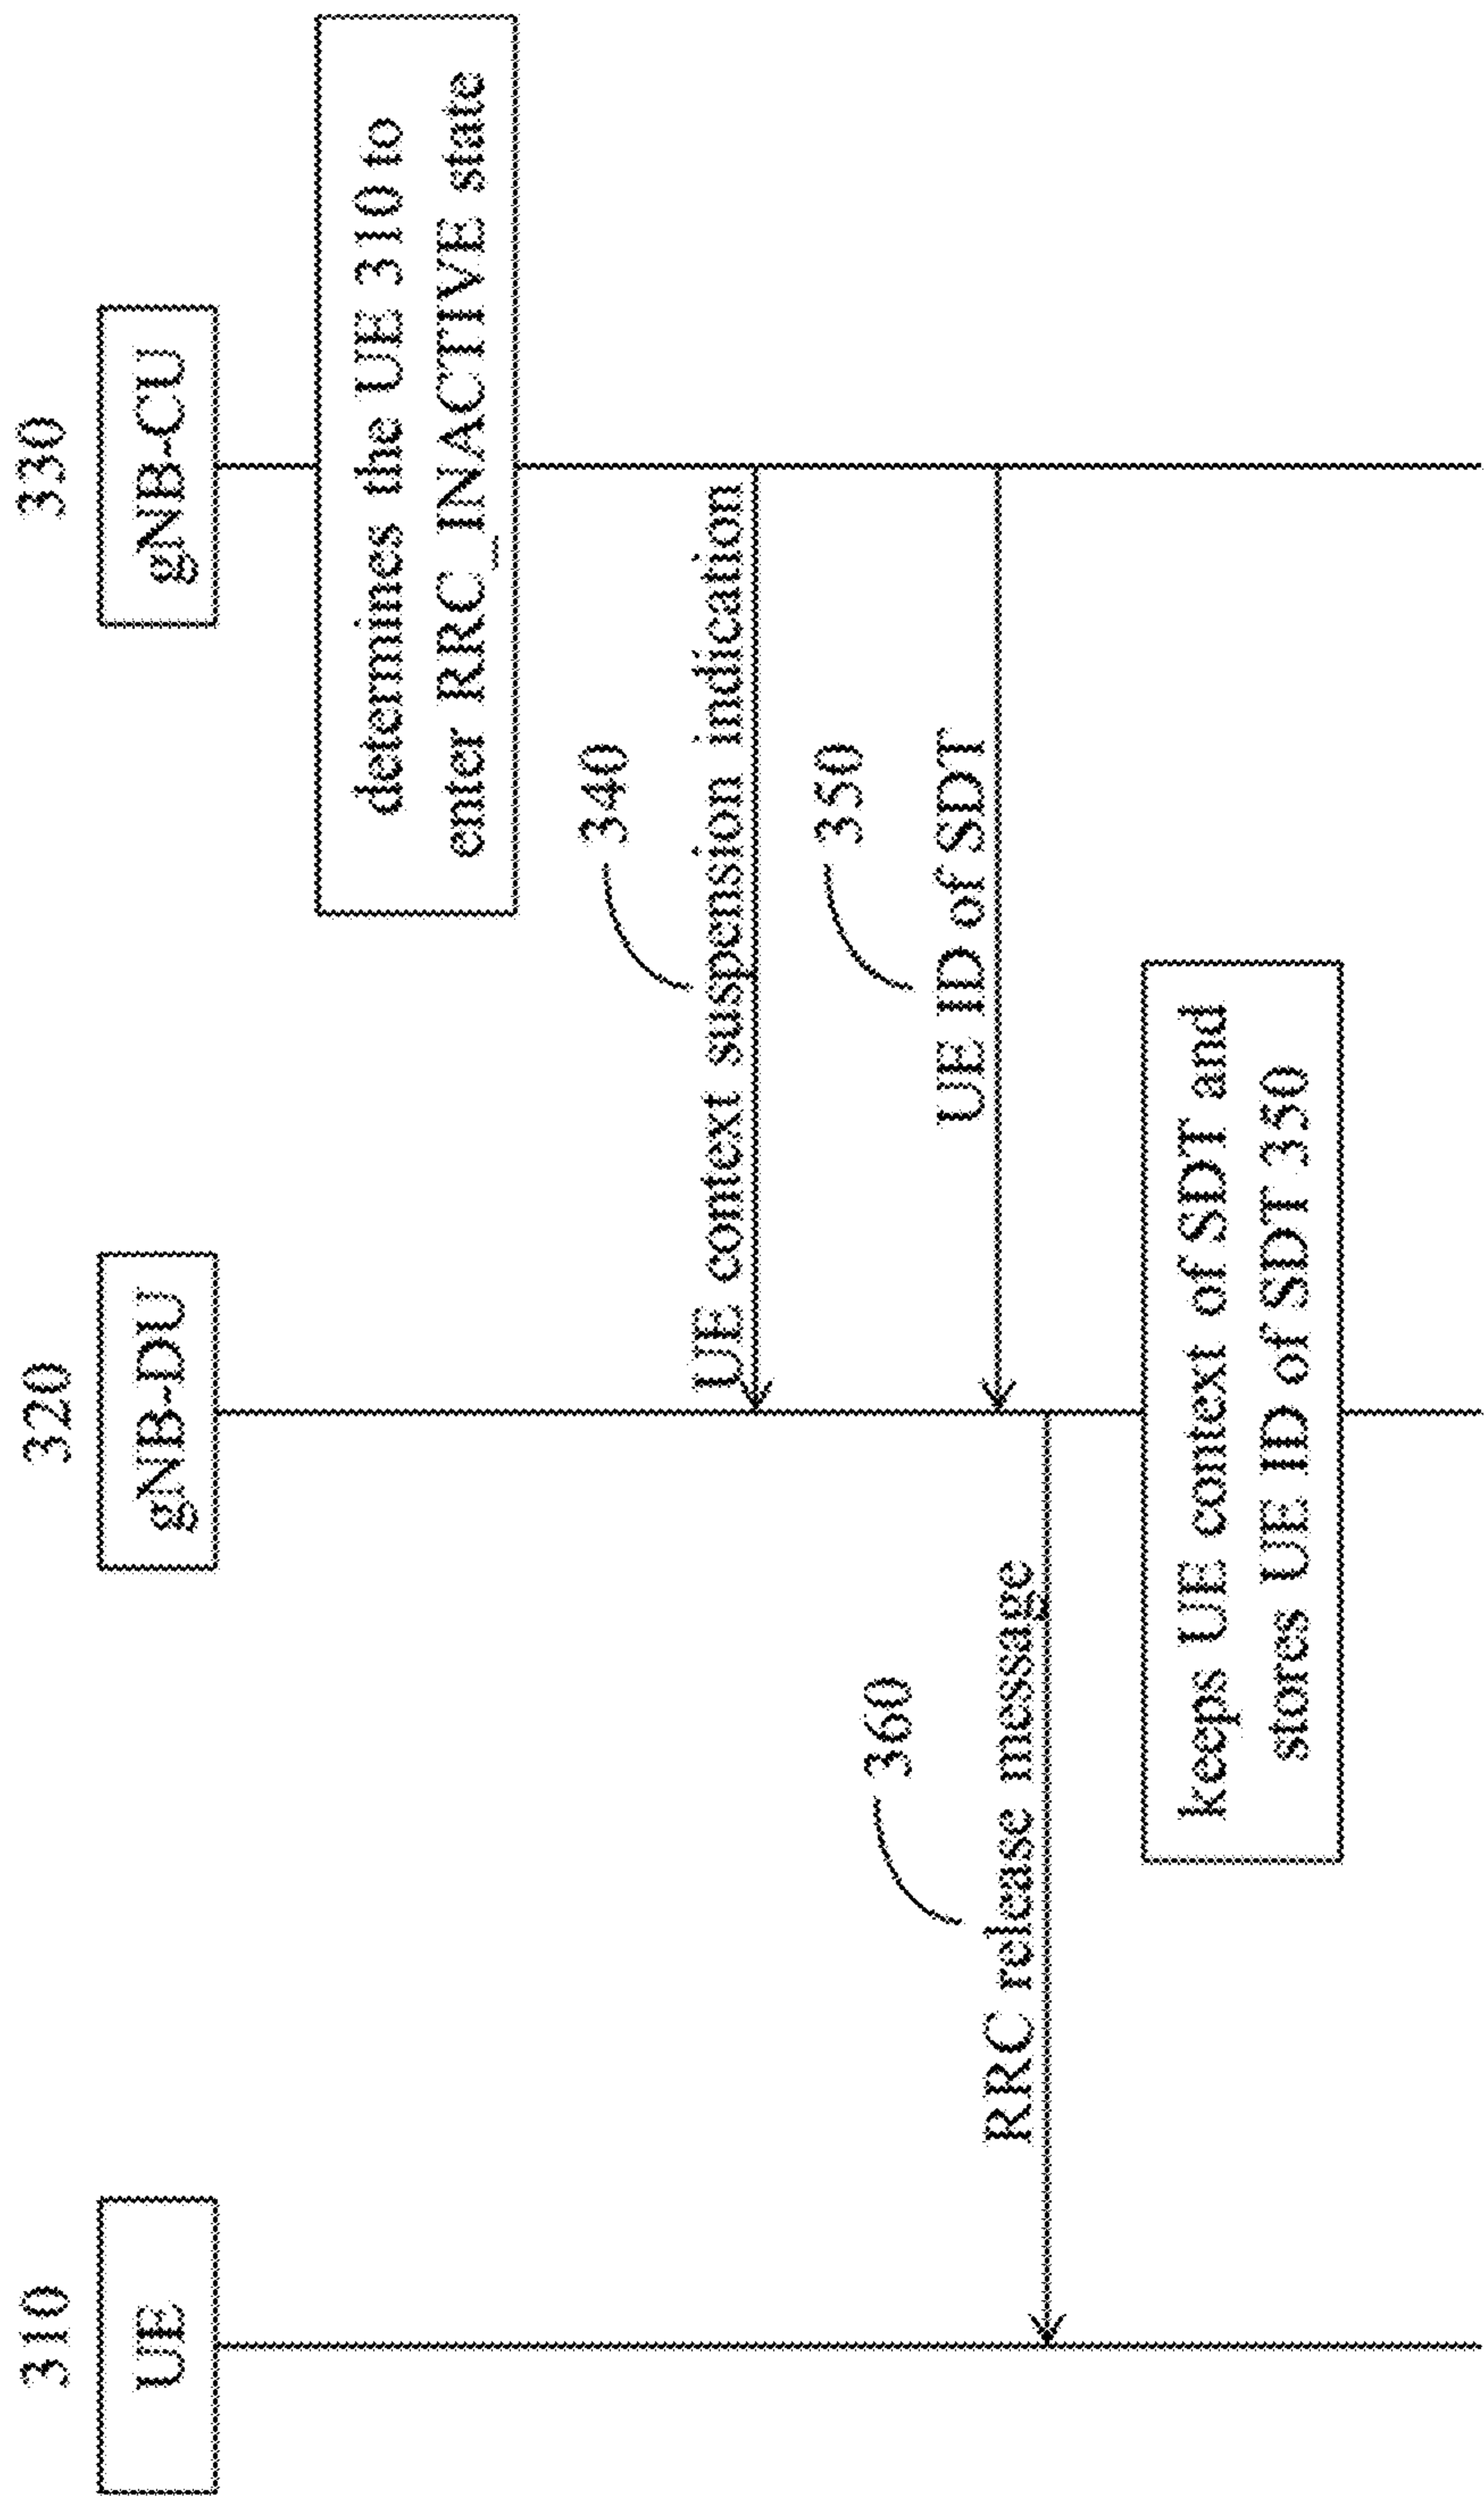 310
320
330
UE
gNB-DU
gNB-CU
determines the UE 310 to
enter RRC_INACTIVE state
340
UE context suspension indication
350
UE ID of SDT
360
RRC release message
keeps UE context of SDT and
stores UE ID of SDT 350